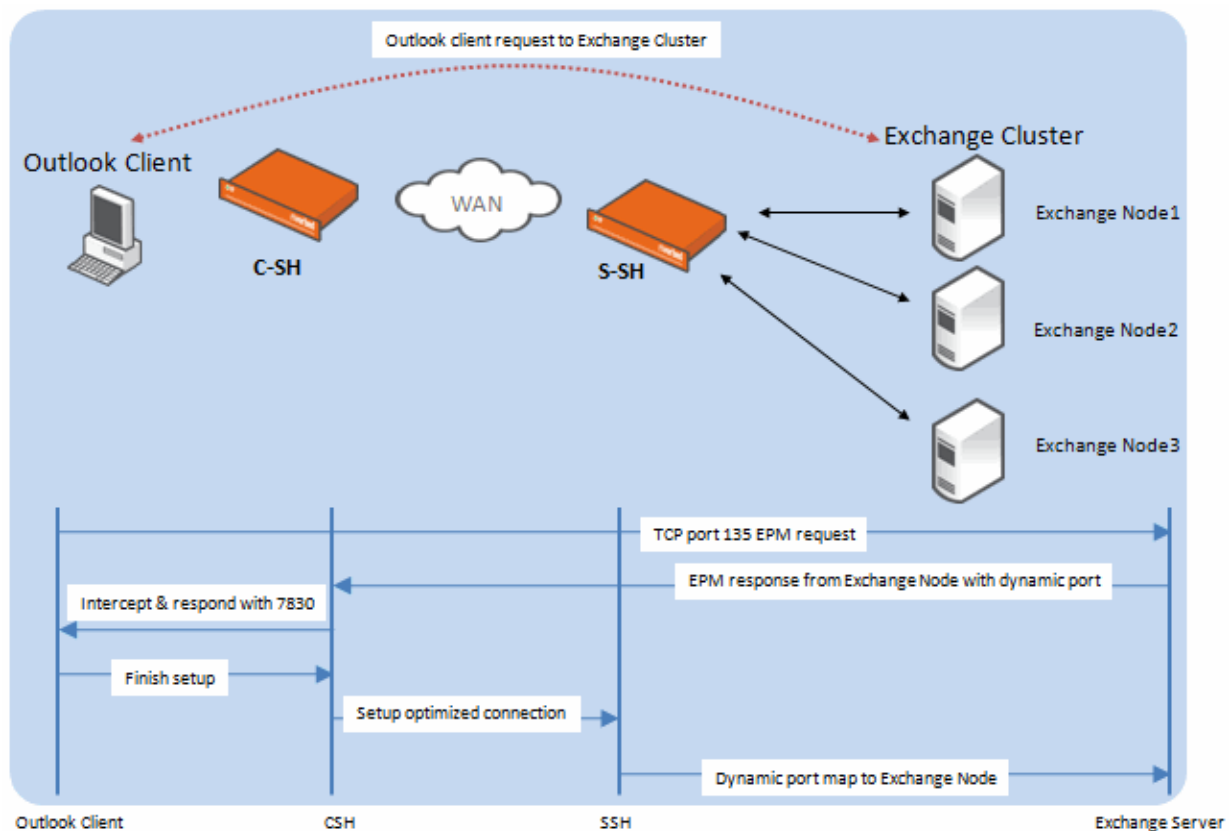 Outlook client request to Exchange Cluster
Outlook Client
Exchange Cluster
WAN
C-SH
S-SH
Exchange Node1
Exchange Node2
Exchange Node3
TCP port 135 EPM request
EPM response from Exchange Node with dynamic port
Intercept & respond with 7830
Finish setup
Setup optimized connection
Dynamic port map to Exchange Node
Outlook Client
CSH
SSH
Exchange Server